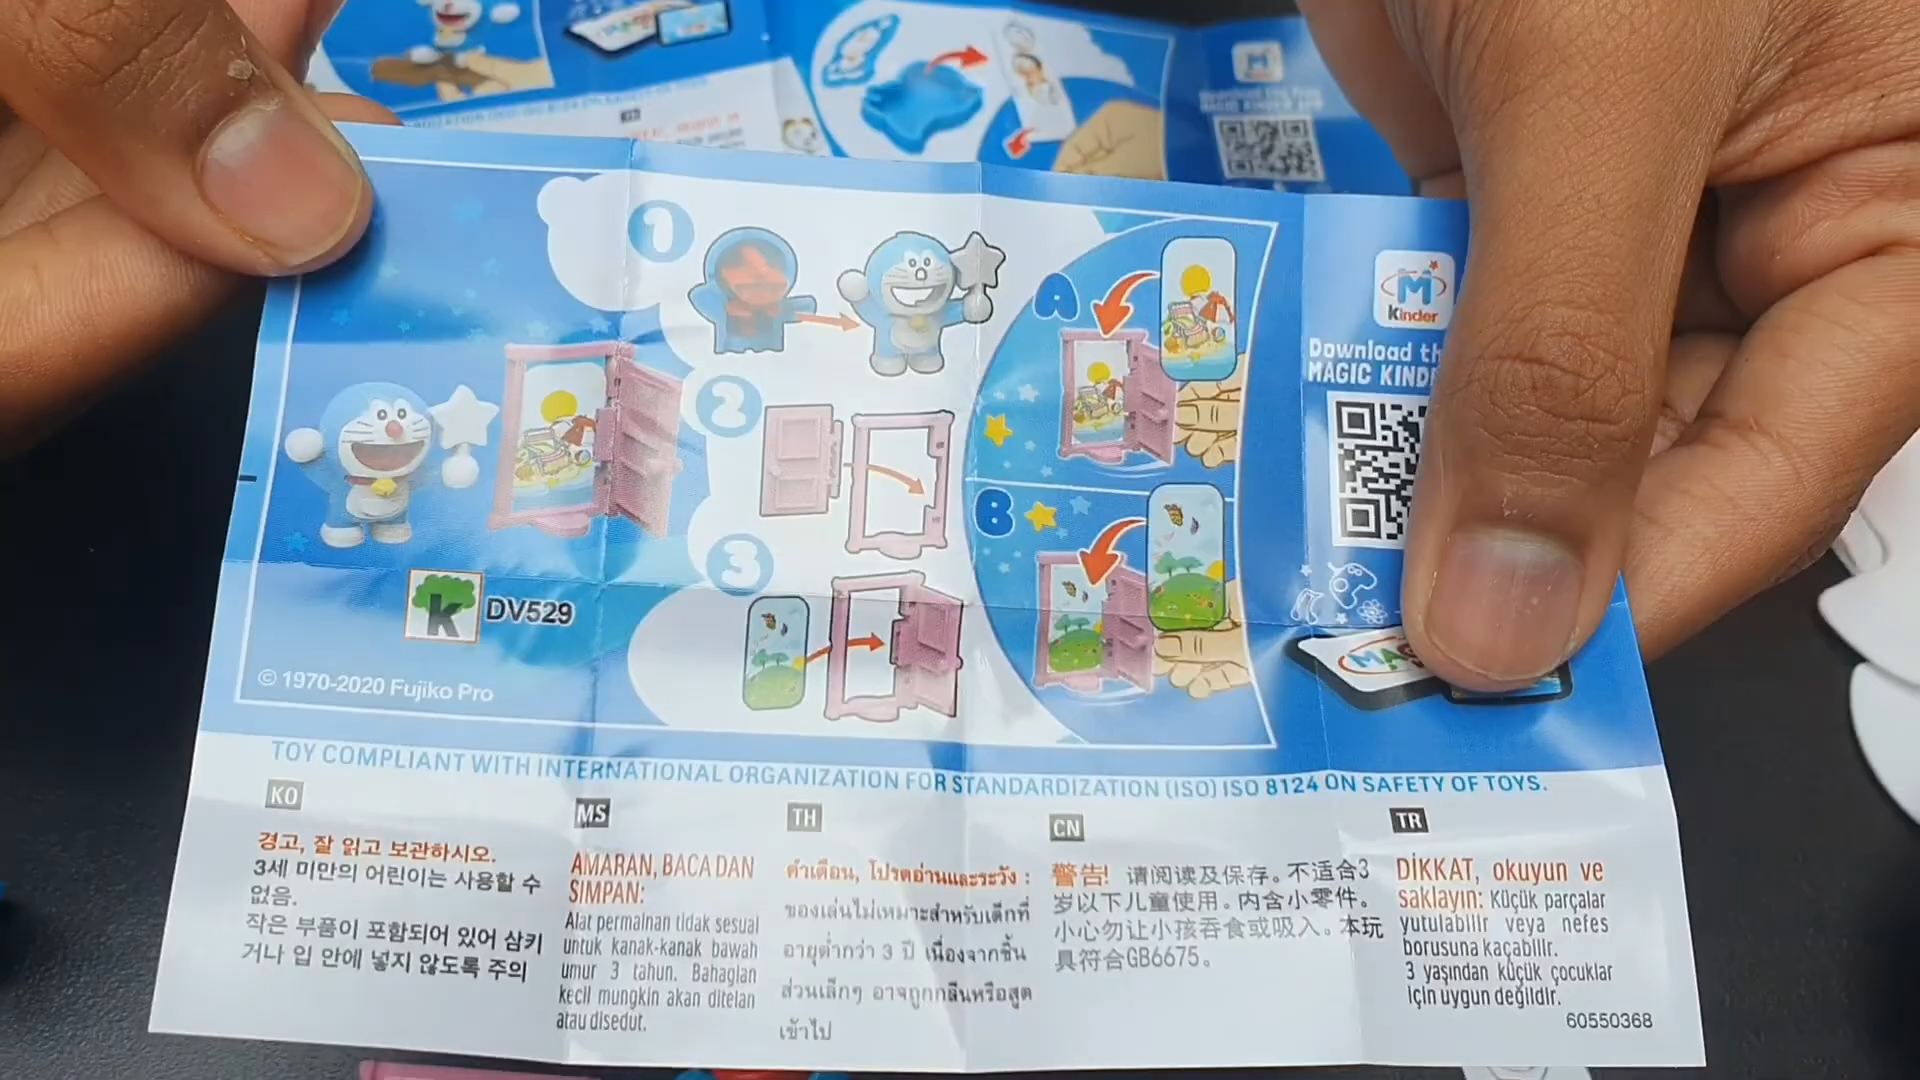 1
2
3
A
B
M
Kinder
Download
MAGIC
k DV529
© 1970-2020 Fujiko Pro
TOY COMPLIANT WITH INTERNATIONAL ORGANIZATION FOR STANDARDIZATION (ISO) ISO 8124 ON SAFETY OF TOYS.
KO
경고, 잘 읽고 보관하시오.
3세 미만의 어린이는 사용할 수
없음.
작은 부품이 포함되어 있어 삼키
거나 입 안에 넣지 않도록 주의
MS
AMARAN, BACA DAN
SIMPAN:
Alat permainan tidak sesuai
untuk kanak-kanak bawah
umur 3 tahun. Bahagian
kecil mungkin akan ditelan
atau disedut.
TH
คำเตือน, โปรดอ่านและระวัง :
ของเล่นไม่เหมาะสำหรับเด็กที่
อายุต่ำกว่า 3 ปี เนื่องจากชิ้น
ส่วนเล็กๆ อาจถูกกลืนหรือสูด
เข้าไป
CN
警告! 请阅读及保存。不适合3
岁以下儿童使用。内含小零件。
小心勿让小孩吞食或吸入。本玩
具符合GB6675。
TR
DİKKAT, okuyun ve
saklayın: Küçük parçalar
yutulabilir veya nefes
borusuna kaçabilir.
3 yaşından küçük çocuklar
için uygun değildir.
60550368